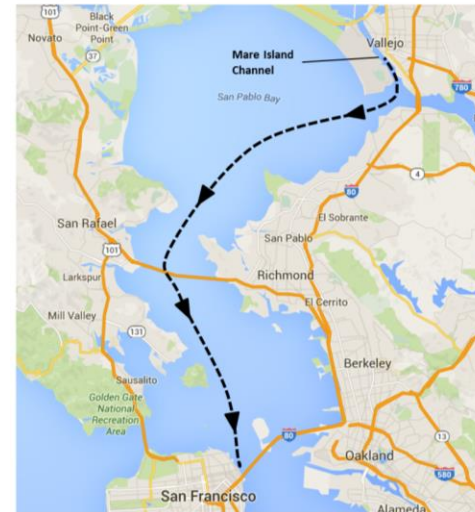 101
Black
Point-Green
Point
Novato
37
Mare Island
Channel
Vallejo
780
San Pablo Bay
4
80
El Sobrante
San Rafael
San Pablo
101
Richmond
Larkspur
El Cerrito
Mill Valley
131
Berkeley
Sausalito
Golden Gate
National
Recreation
Area
80
13
Oakland
580
San Francisco
Alameda